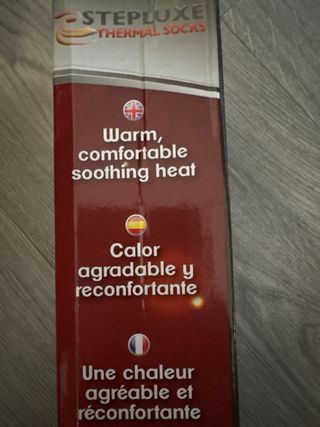 STEPLUXE
THERMAL SOCKS
Warm,
comfortable
soothing heat
Calor
agradable y
reconfortante
Une chaleur
agréable et
réconfortante